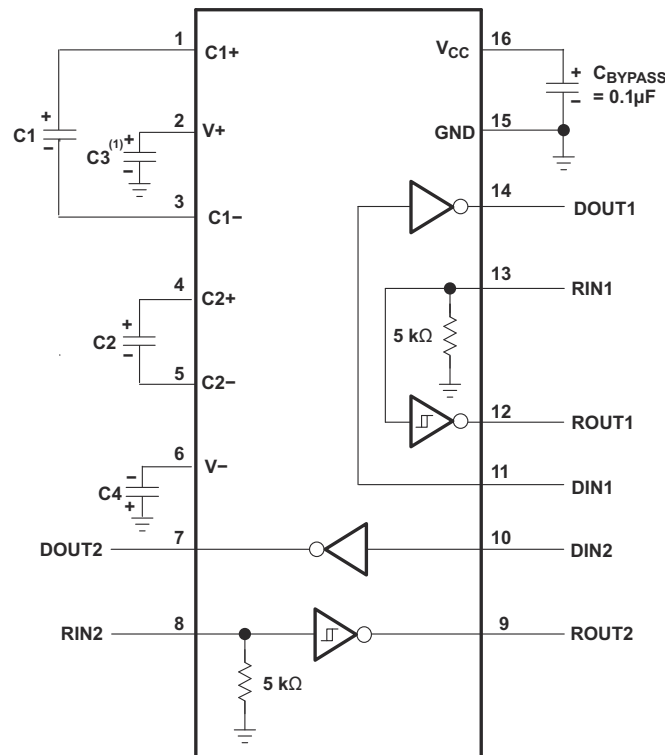 1
C1+
+
C1
-
2
V+
+
C3(1)
-
3
C1−
4
C2+
+
C2
-
5
C2−
6
V−
-
C4
+
DOUT2
7
RIN2
8
5 kΩ
VCC
16
+
CBYPASS
-
= 0.1µF
GND
15
14
DOUT1
13
RIN1
5 kΩ
12
ROUT1
11
DIN1
10
DIN2
9
ROUT2